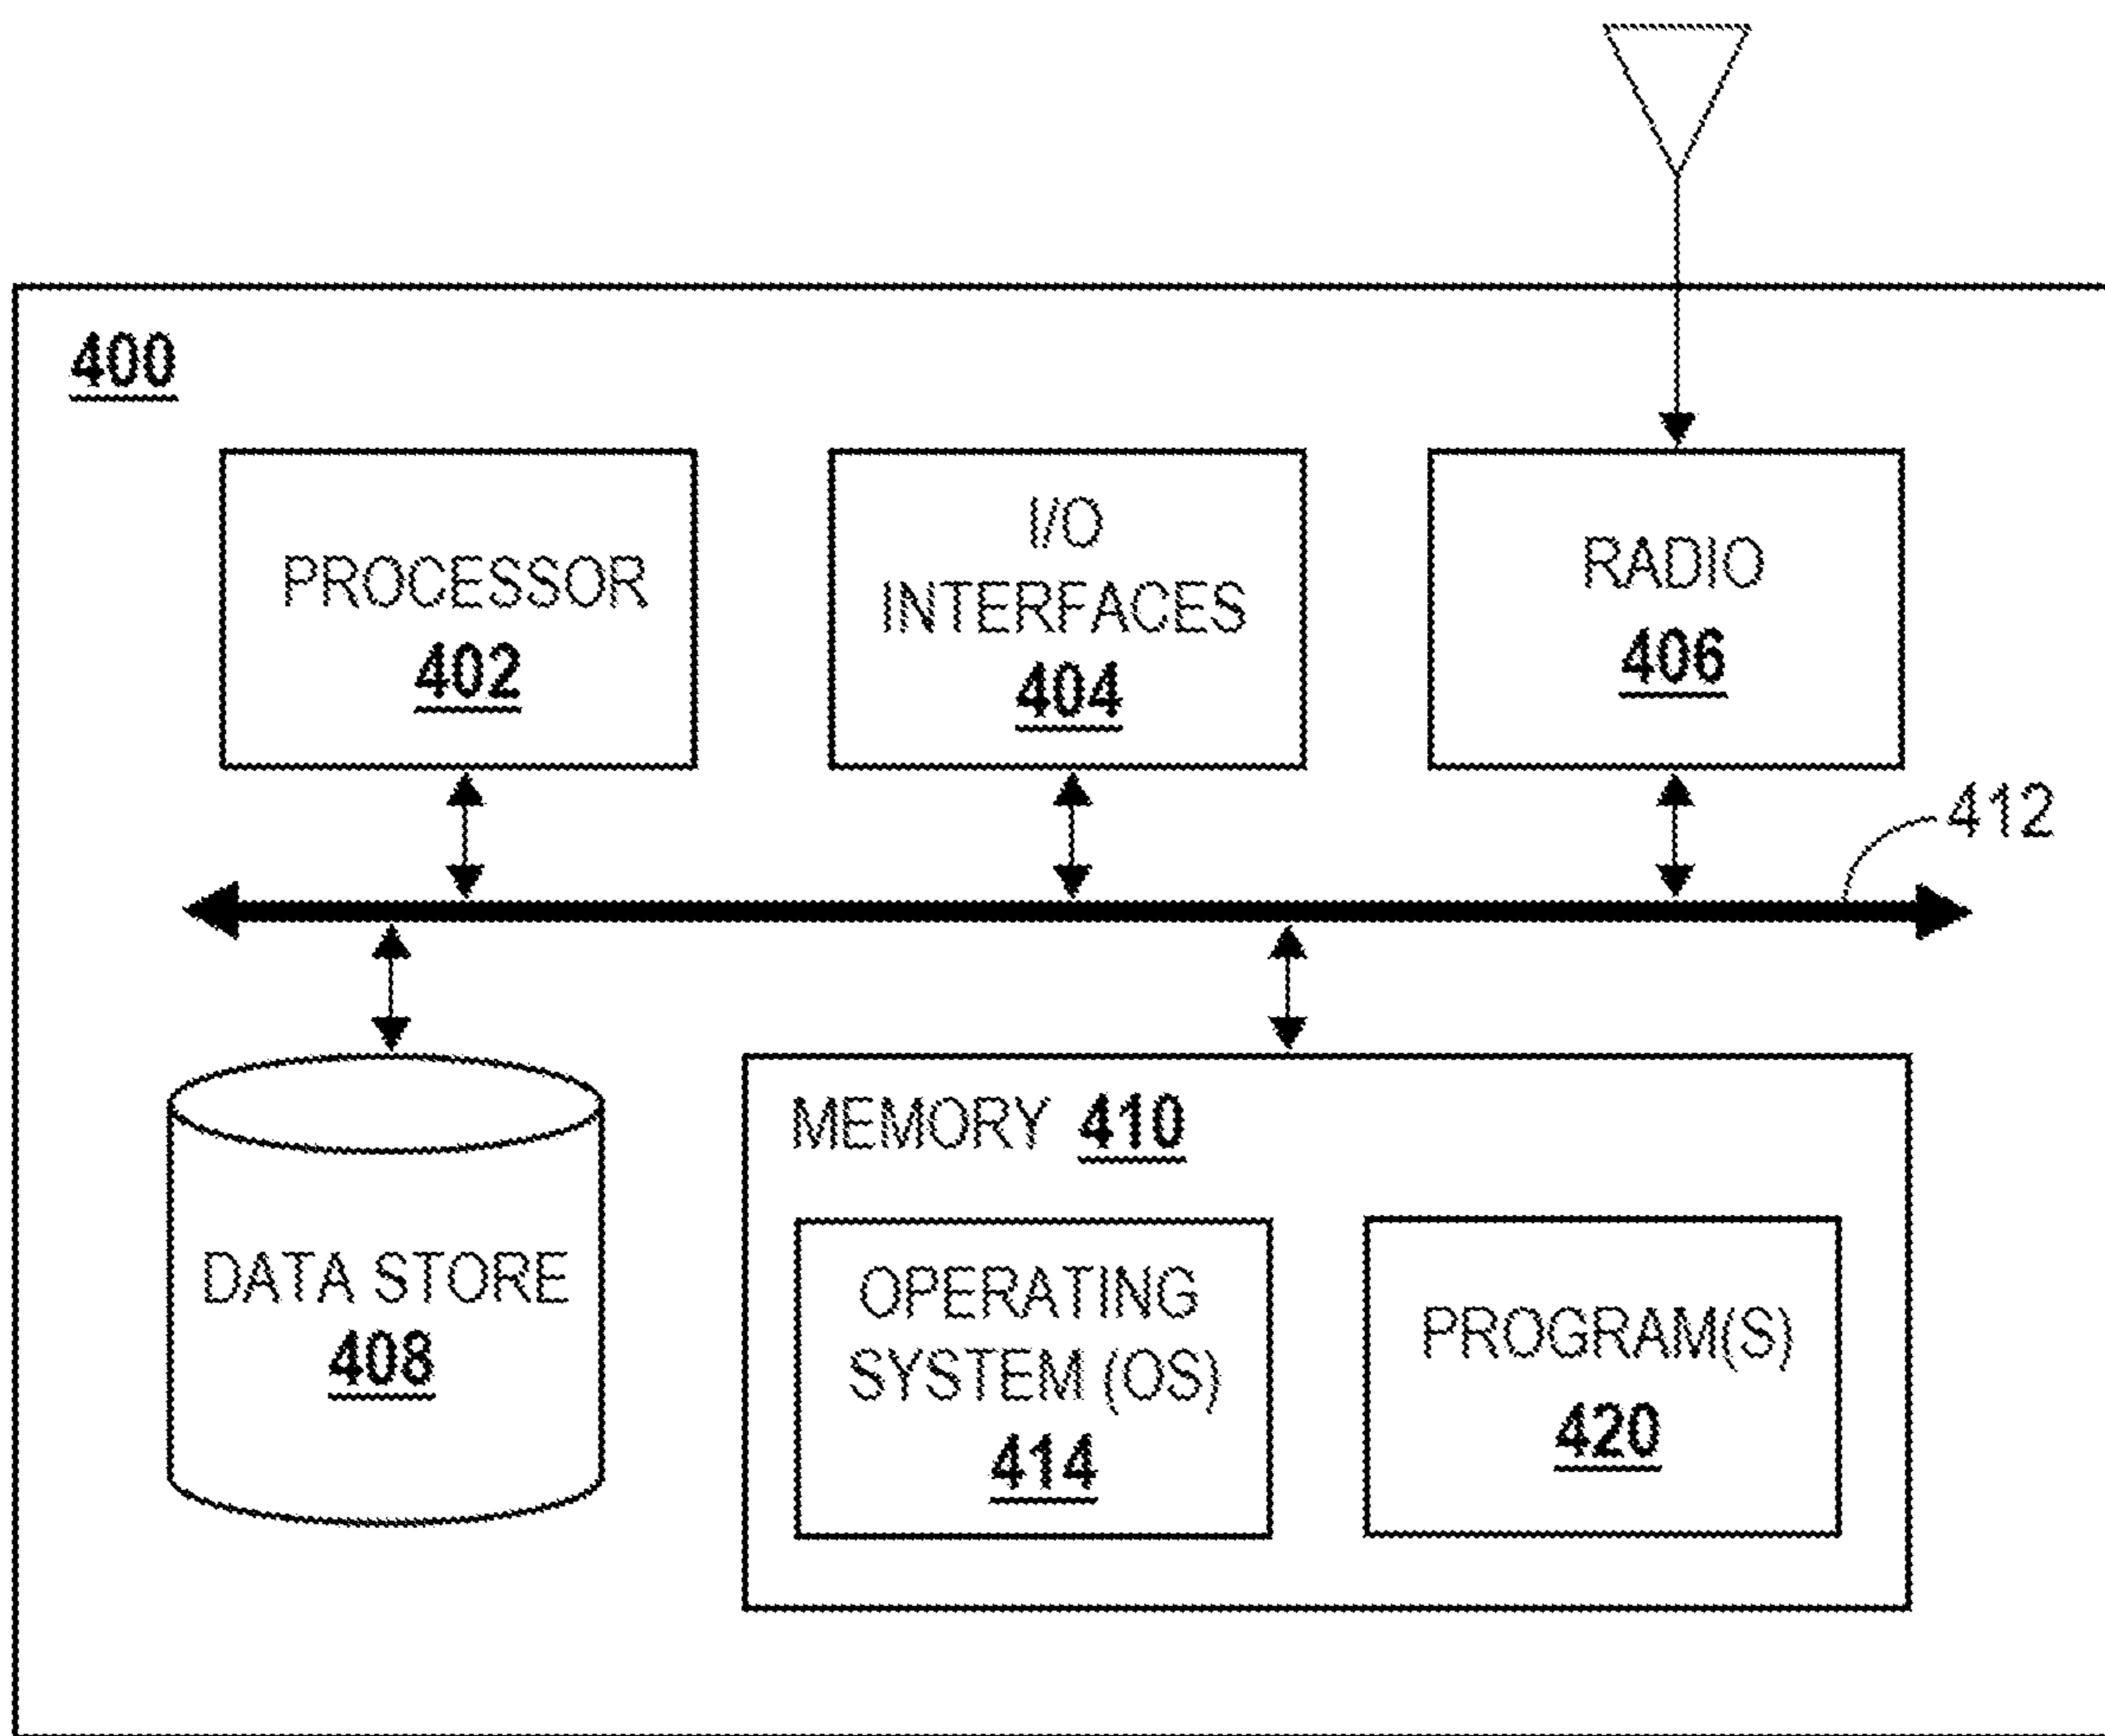 400
PROCESSOR
402
I/O
INTERFACES
404
RADIO
406
412
DATA STORE
408
MEMORY 410
OPERATING
SYSTEM (OS)
414
PROGRAM(S)
420